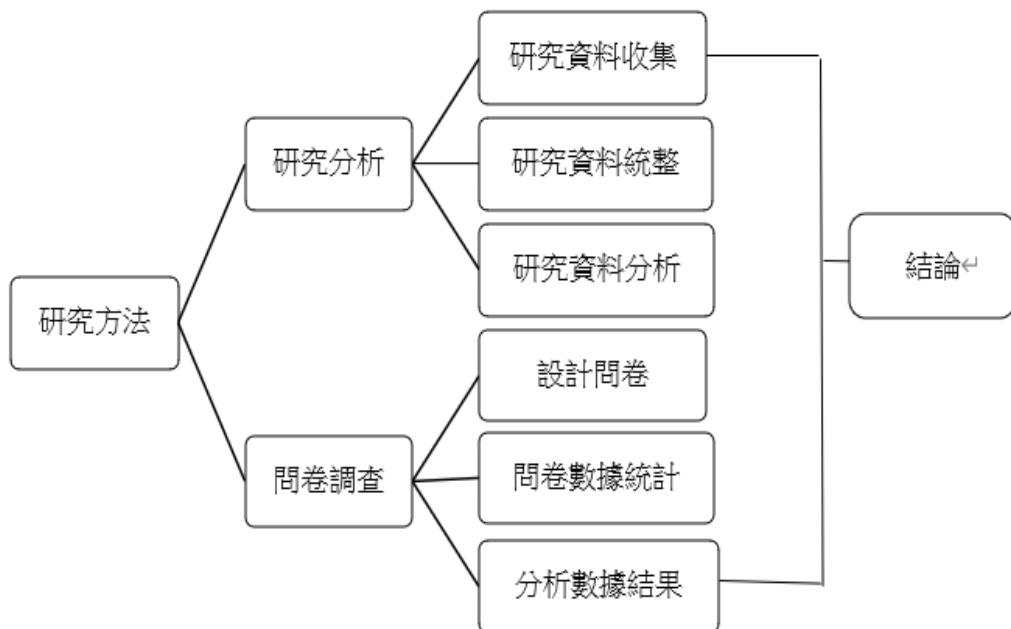 研究資料收集
研究分析
研究資料統整
研究資料分析
結論↵
研究方法
設計問卷
問卷調查
問卷數據統計
分析數據結果